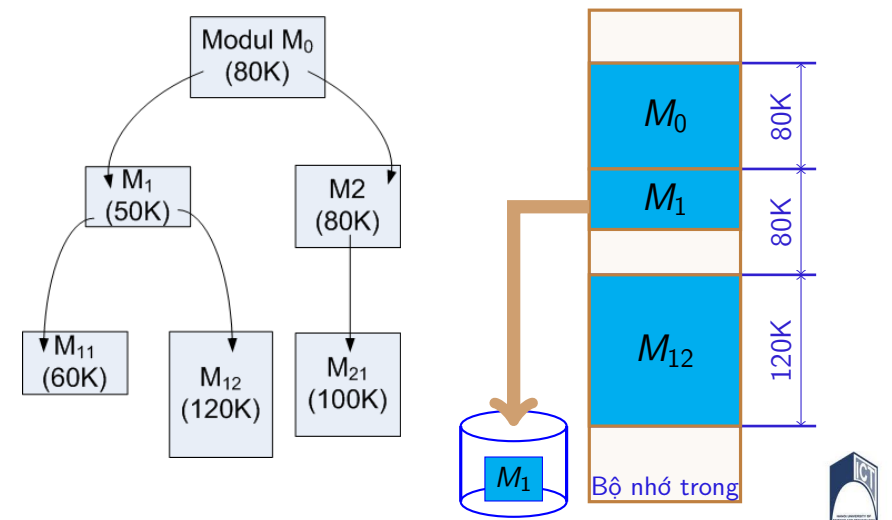 Modul M₀
(80K)
M₁
(50K)
M2
(80K)
M₁₁
(60K)
M₁₂
(120K)
M₂₁
(100K)
M₀
80K
M₁
80K
M₁₂
120K
M₁
Bộ nhớ trong